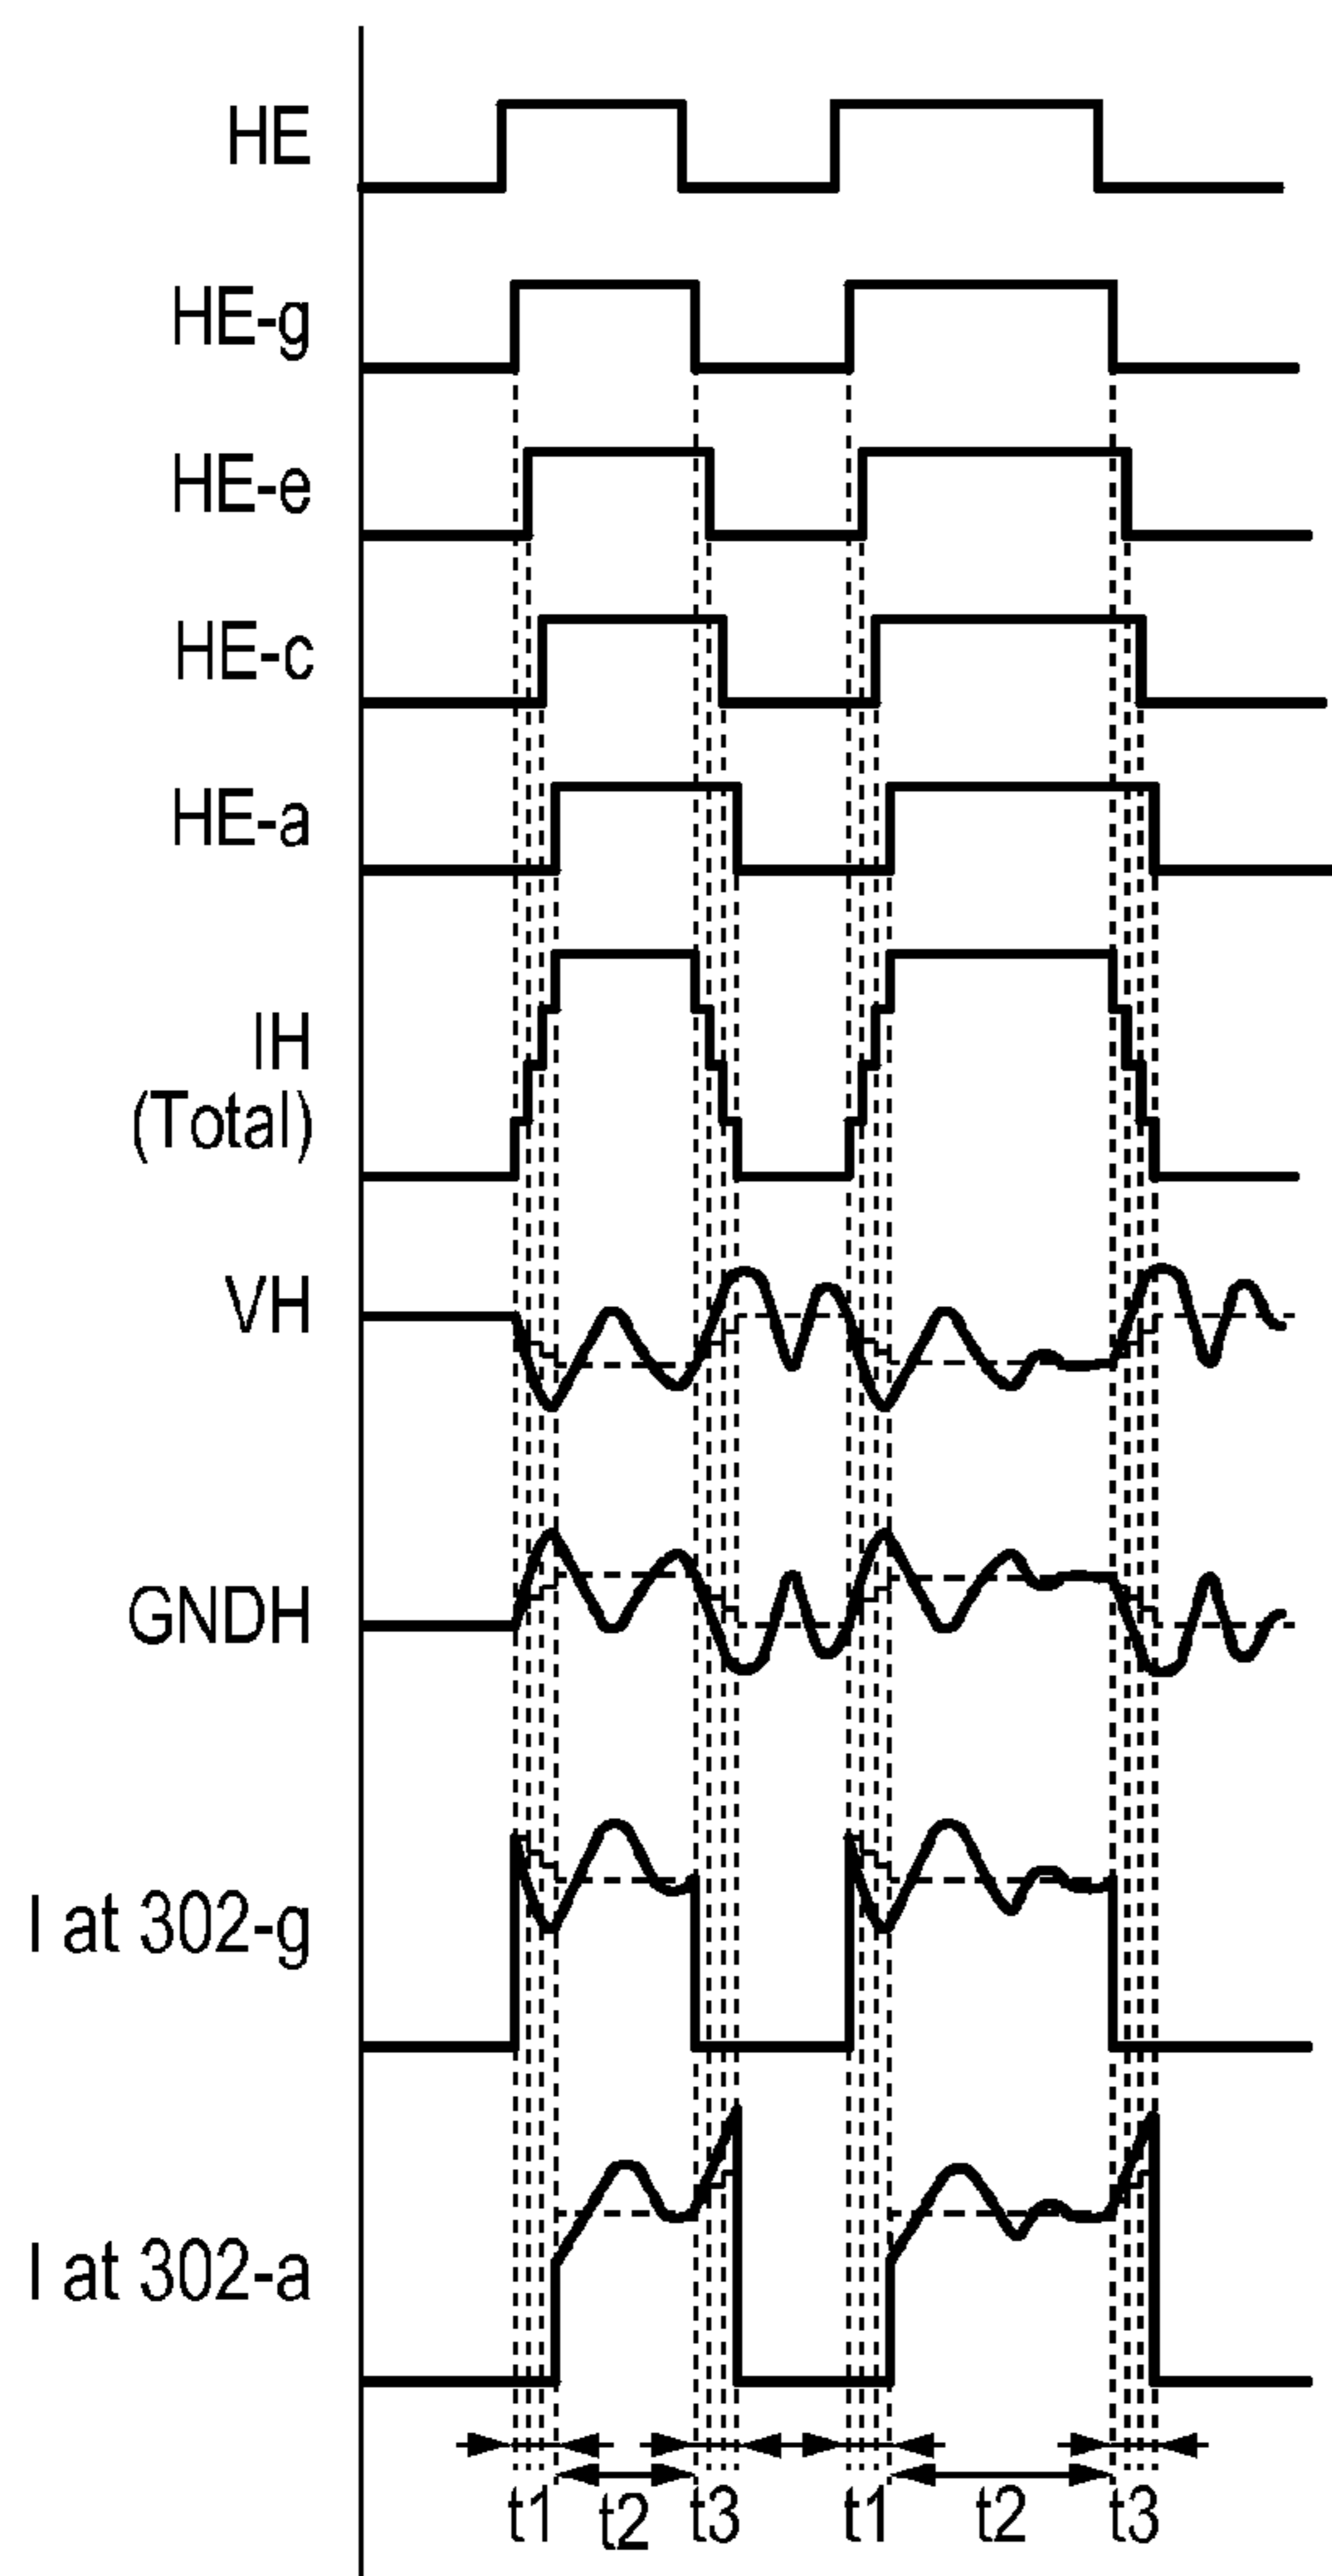 HE
HE-g
HE-e
HE-c
HE-a
IH
(Total)
VH
GNDH
I at 302-g
I at 302-a
t1 t2 t3 t1 t2 t3